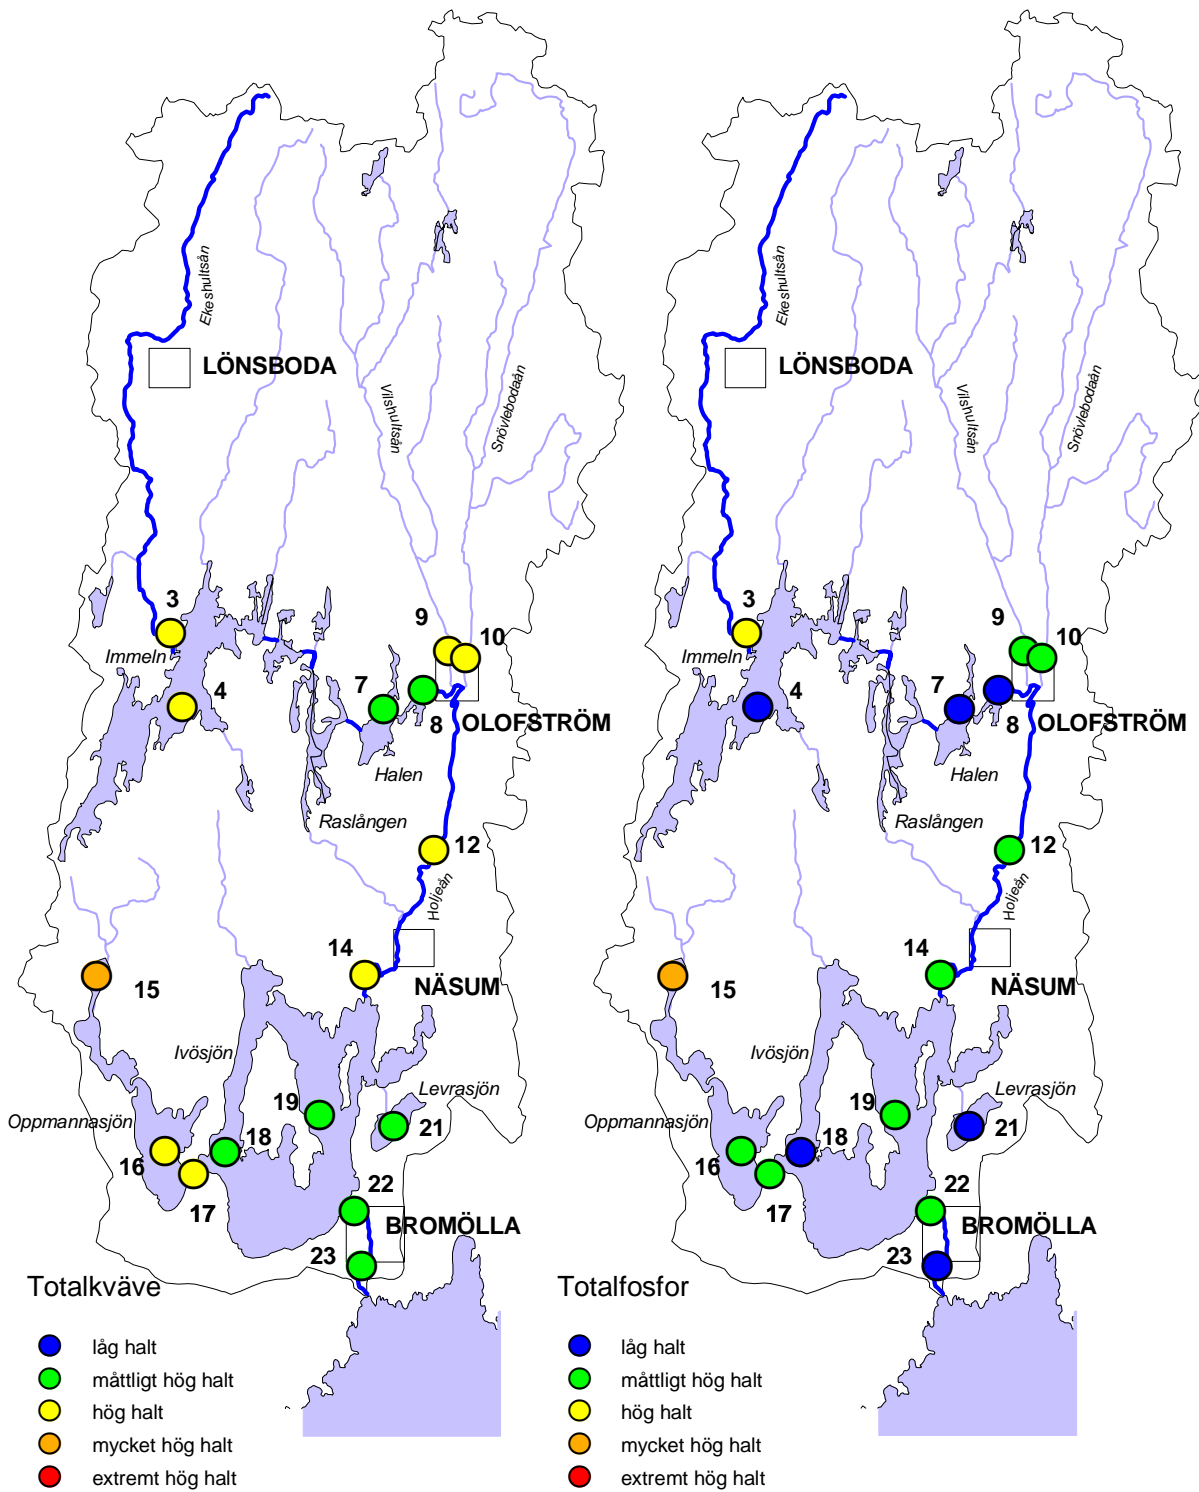 Ekeshultsån
LÖNSBODA
Vilshultsån
Snövlebodaån
3
9
10
Immeln
4
7
8
OLOFSTRÖM
Halen
Raslången
12
Holjeån
14
NÄSUM
15
Ivösjön
Levrasjön
19
Oppmannasjön
18
21
16
17
22
BROMÖLLA
23
Totalkväve
låg halt
måttligt hög halt
hög halt
mycket hög halt
extremt hög halt
Ekeshultsån
LÖNSBODA
Vilshultsån
Snövlebodaån
3
9
10
Immeln
4
7
8
OLOFSTRÖM
Halen
Raslången
12
Holjeån
14
NÄSUM
15
Ivösjön
Levrasjön
19
Oppmannasjön
18
21
16
17
22
BROMÖLLA
23
Totalfosfor
låg halt
måttligt hög halt
hög halt
mycket hög halt
extremt hög halt